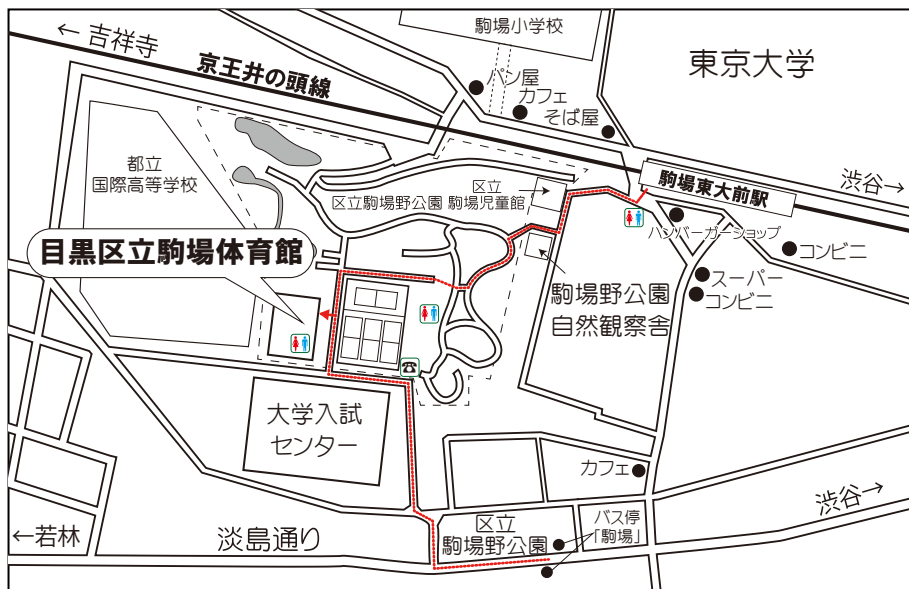 駒場小学校
← 吉祥寺
京王井の頭線
パン屋
カフェ
そば屋
東京大学
都立
国際高等学校
区立
区立駒場野公園 駒場児童館
駒場東大前駅
渋谷→
目黒区立駒場体育館
ハンバーガーショップ
コンビニ
スーパー
コンビニ
駒場野公園
自然観察舎
大学入試
センター
カフェ
渋谷→
←若林
淡島通り
区立
駒場野公園
バス停
「駒場」